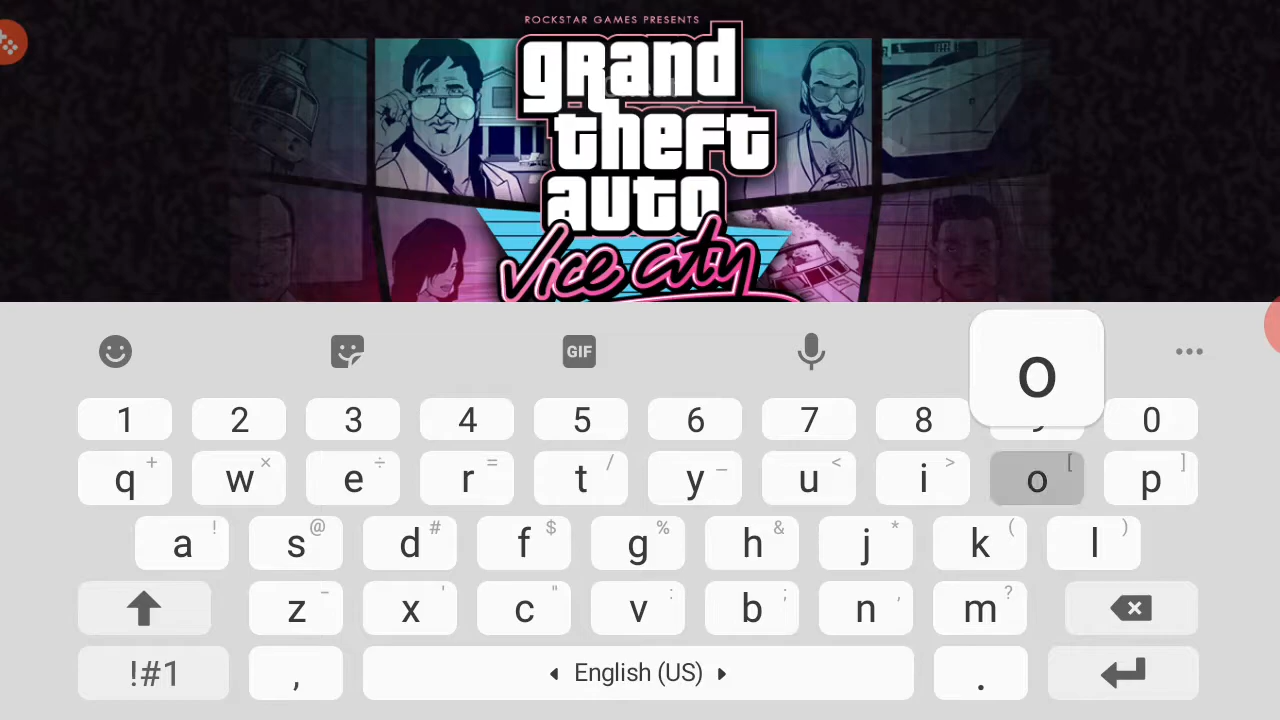 ROCKSTAR GAMES PRESENTS
grand
theft
auto
Vice City
GIF
o
1 2 3 4 5 6 7 8 0
q + w × e ÷ r = t / y − u < i > o [ p ]
a ! s @ d # f $ g % h & j * k ( l )
z - x ' c " v : b ; n , m ?
!#1 , English (US) .